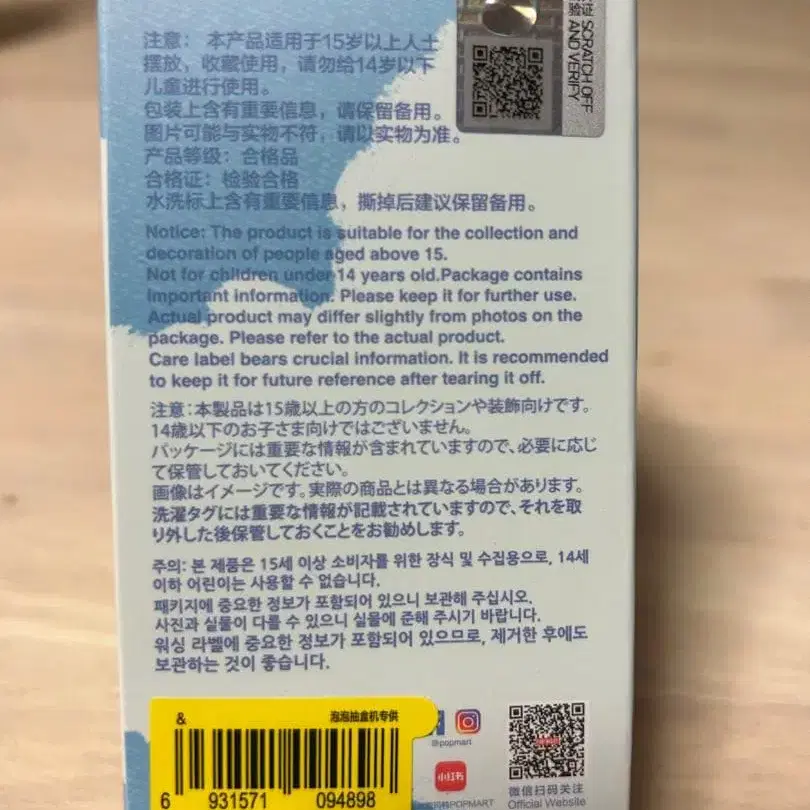 SCRATCH OFF
AND VERIFY
注意： 本产品适用于15岁以上人士
摆放，收藏使用，请勿给14岁以下
儿童进行使用。
包装上含有重要信息，请保留备用。
图片可能与实物不符，请以实物为准。
产品等级：合格品
合格证：检验合格
水洗标上含有重要信息，撕掉后建议保留备用。
Notice: The product is suitable for the collection and
decoration of people aged above 15.
Not for children under 14 years old.Package contains
important information. Please keep it for further use.
Actual product may differ slightly from photos on the
package. Please refer to the actual product.
Care label bears crucial information. It is recommended
to keep it for future reference after tearing it off.
注意：本製品は15歳以上の方のコレクションや装飾向けです。
14歳以下のお子さま向けではございません。
パッケージには重要な情報が含まれていますので、必要に応じ
て保管しておいてください。
画像はイメージです。実際の商品とは異なる場合があります。
洗濯タグには重要な情報が記載されていますので、それを取
り外した後保管しておくことをお勧めします。
주의: 본 제품은 15세 이상 소비자를 위한 장식 및 수집용으로, 14세
이하 어린이는 사용할 수 없습니다.
패키지에 중요한 정보가 포함되어 있으니 보관해 주십시오.
사진과 실물이 다를 수 있으니 실물에 준해 주시기 바랍니다.
워싱 라벨에 중요한 정보가 포함되어 있으므로, 제거한 후에도
보관하는 것이 좋습니다.
& 泡泡抽盒机专供
6 931571 094898
@popmart
小红书
POPMART
微信扫码关注
Official Website